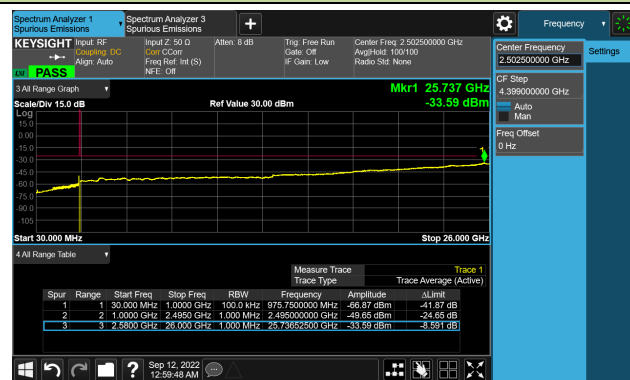 Spectrum Analyzer 1
Spurious Emissions
Spectrum Analyzer 3
Spurious Emissions
Frequency
KEYSIGHT
Input: RF
Coupling: DC
Align: Auto
Input Z: 50 Ω
Corr CCorr
Freq Ref: Int (S)
NFE: Off
Atten: 8 dB
Trig: Free Run
Gate: Off
IF Gain: Low
Center Freq: 2.502500000 GHz
Avg|Hold: 100/100
Radio Std: None
LXI PASS
Center Frequency
2.502500000 GHz
Settings
CF Step
4.399000000 GHz
Auto
Man
Freq Offset
0 Hz
3 All Range Graph
Mkr1 25.737 GHz
Scale/Div 15.0 dB
Ref Value 30.00 dBm
-33.59 dBm
Log
15.0
0.00
-15.0
-30.0
-45.0
-60.0
-75.0
-90.0
-105
1
Start 30.000 MHz
Stop 26.000 GHz
4 All Range Table
Measure Trace Trace 1
Trace Type Trace Average (Active)
Spur Range Start Freq Stop Freq RBW Frequency Amplitude ΔLimit
1 1 30.000 MHz 1.0000 GHz 100.0 kHz 975.7500000 MHz -66.87 dBm -41.87 dB
2 2 1.0000 GHz 2.4950 GHz 1.000 MHz 2.495000000 GHz -49.65 dBm -24.65 dB
3 3 2.5800 GHz 26.000 GHz 1.000 MHz 25.73652500 GHz -33.59 dBm -8.591 dB
Sep 12, 2022
12:59:48 AM